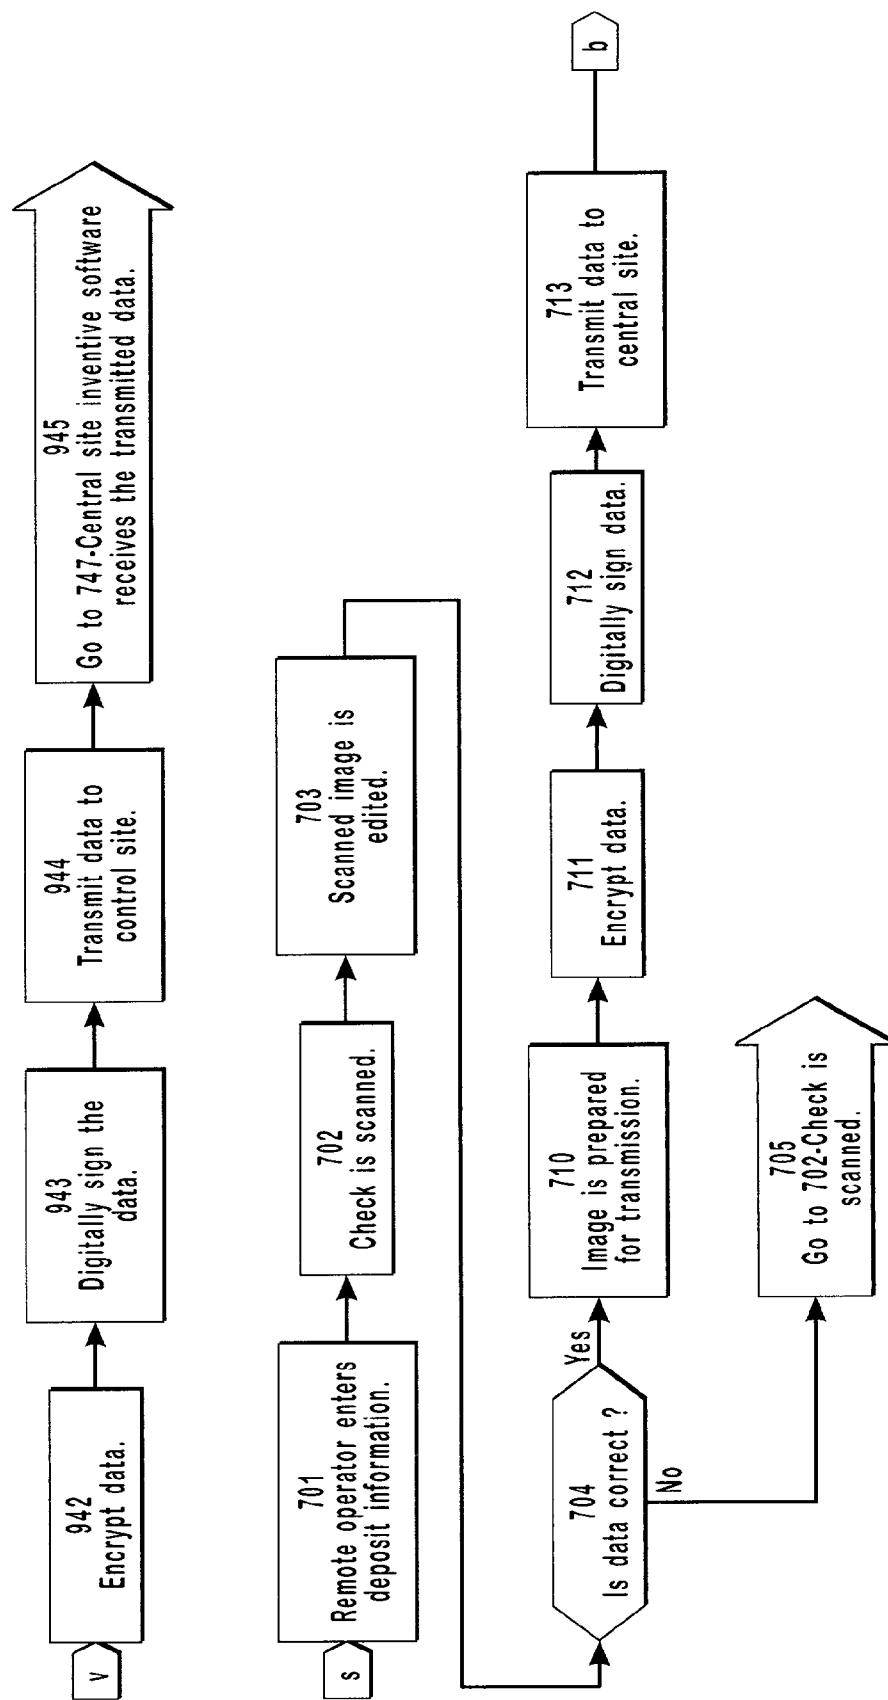 v
942
Encrypt data.
943
Digitally sign the
data.
944
Transmit data to
control site.
945
Go to 747-Central site inventive software
receives the transmitted data.
s
701
Remote operator enters
deposit information.
702
Check is scanned.
703
Scanned image is
edited.
704
Is data correct ?
Yes
No
710
Image is prepared
for transmission.
711
Encrypt data.
712
Digitally sign data.
713
Transmit data to
central site.
b
705
Go to 702-Check is
scanned.